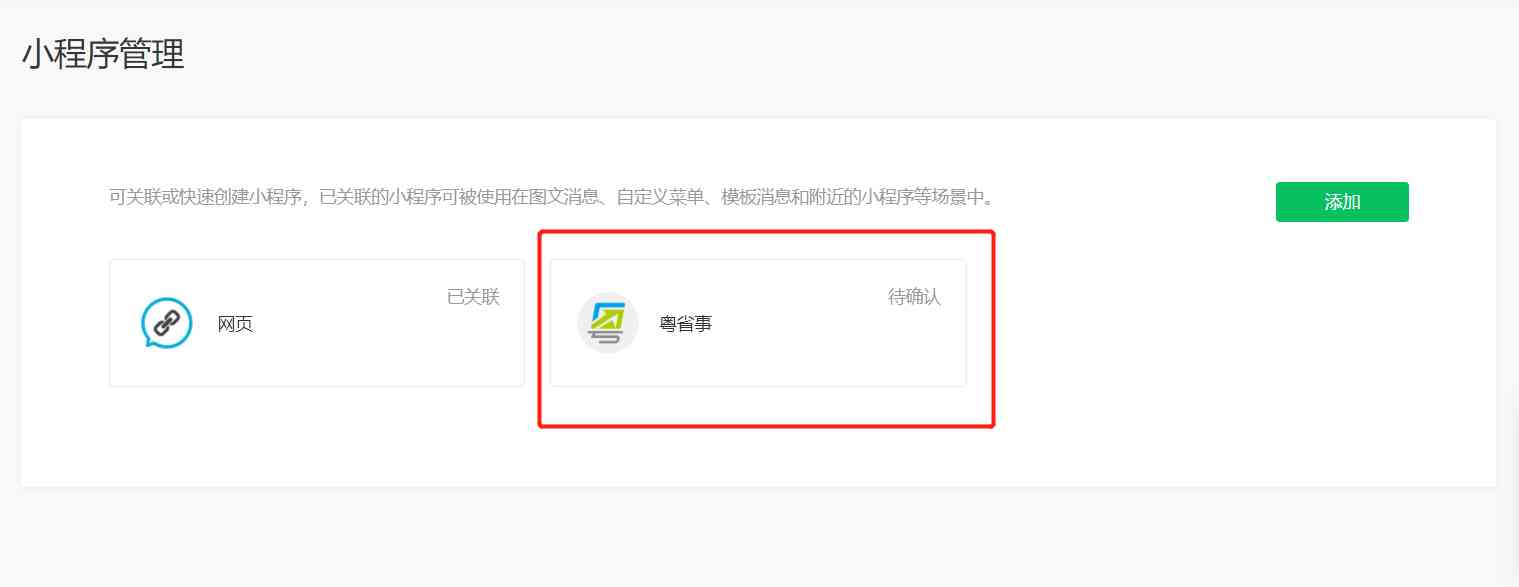 小程序管理
可关联或快速创建小程序，已关联的小程序可被使用在图文消息、自定义菜单、模板消息和附近的小程序等场景中。
添加
已关联
网页
待确认
粤省事